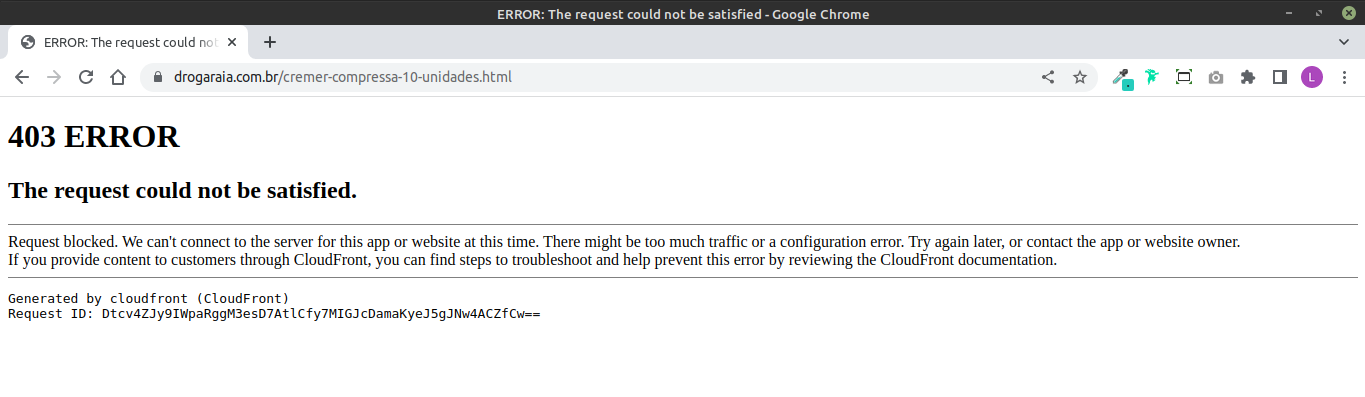 ERROR: The request could not be satisfied - Google Chrome
ERROR: The request could not
drogaraia.com.br/cremer-compressa-10-unidades.html
L
403 ERROR
The request could not be satisfied.
Request blocked. We can't connect to the server for this app or website at this time. There might be too much traffic or a configuration error. Try again later, or contact the app or website owner.
If you provide content to customers through CloudFront, you can find steps to troubleshoot and help prevent this error by reviewing the CloudFront documentation.
Generated by cloudfront (CloudFront)
Request ID: Dtcv4ZJy9IWpaRggM3esD7AtlCfy7MIGJcDamaKyeJ5gJNw4ACZfCw==